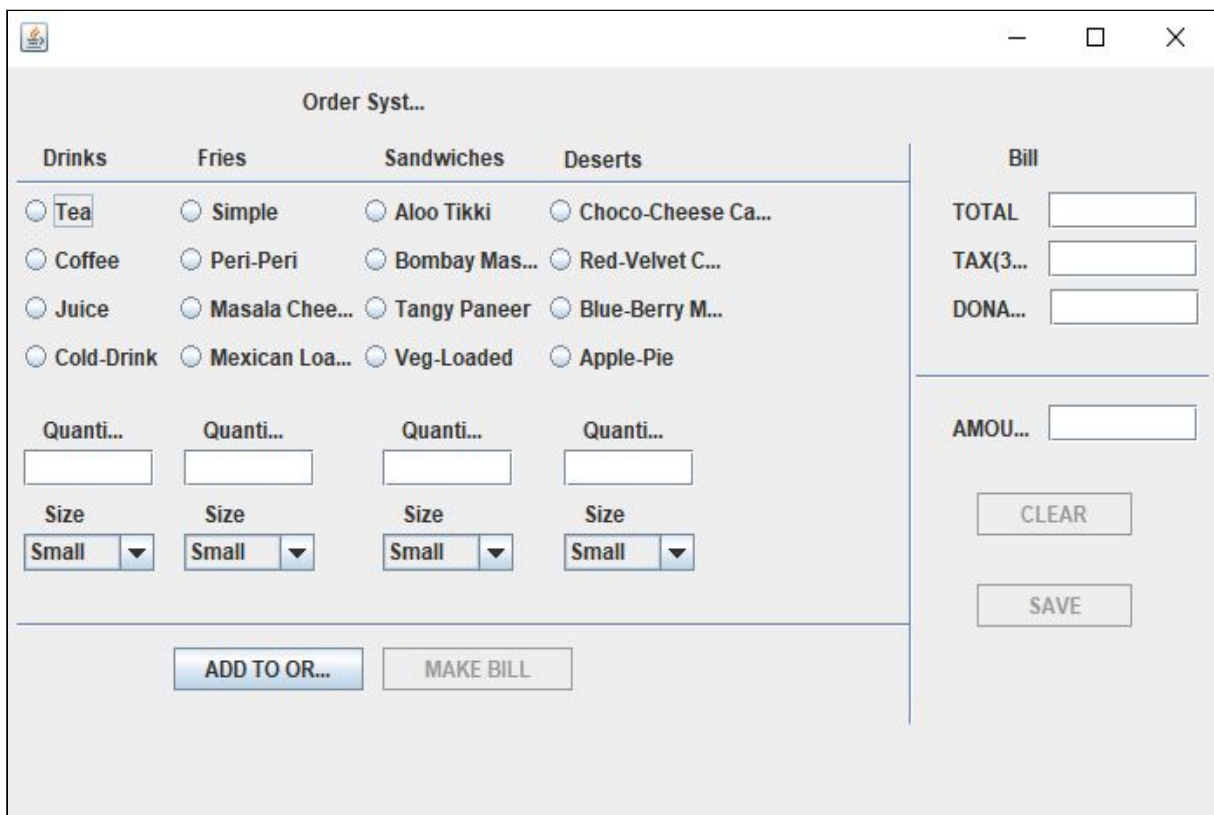 Order Syst...
Drinks Fries Sandwiches Deserts Bill
Tea Simple Aloo Tikki Choco-Cheese Ca... TOTAL
Coffee Peri-Peri Bombay Mas... Red-Velvet C... TAX(3...
Juice Masala Chee... Tangy Paneer Blue-Berry M... DONA...
Cold-Drink Mexican Loa... Veg-Loaded Apple-Pie
Quanti... Quanti... Quanti... Quanti... AMOU...
Size Size Size Size CLEAR
Small Small Small Small
SAVE
ADD TO OR... MAKE BILL